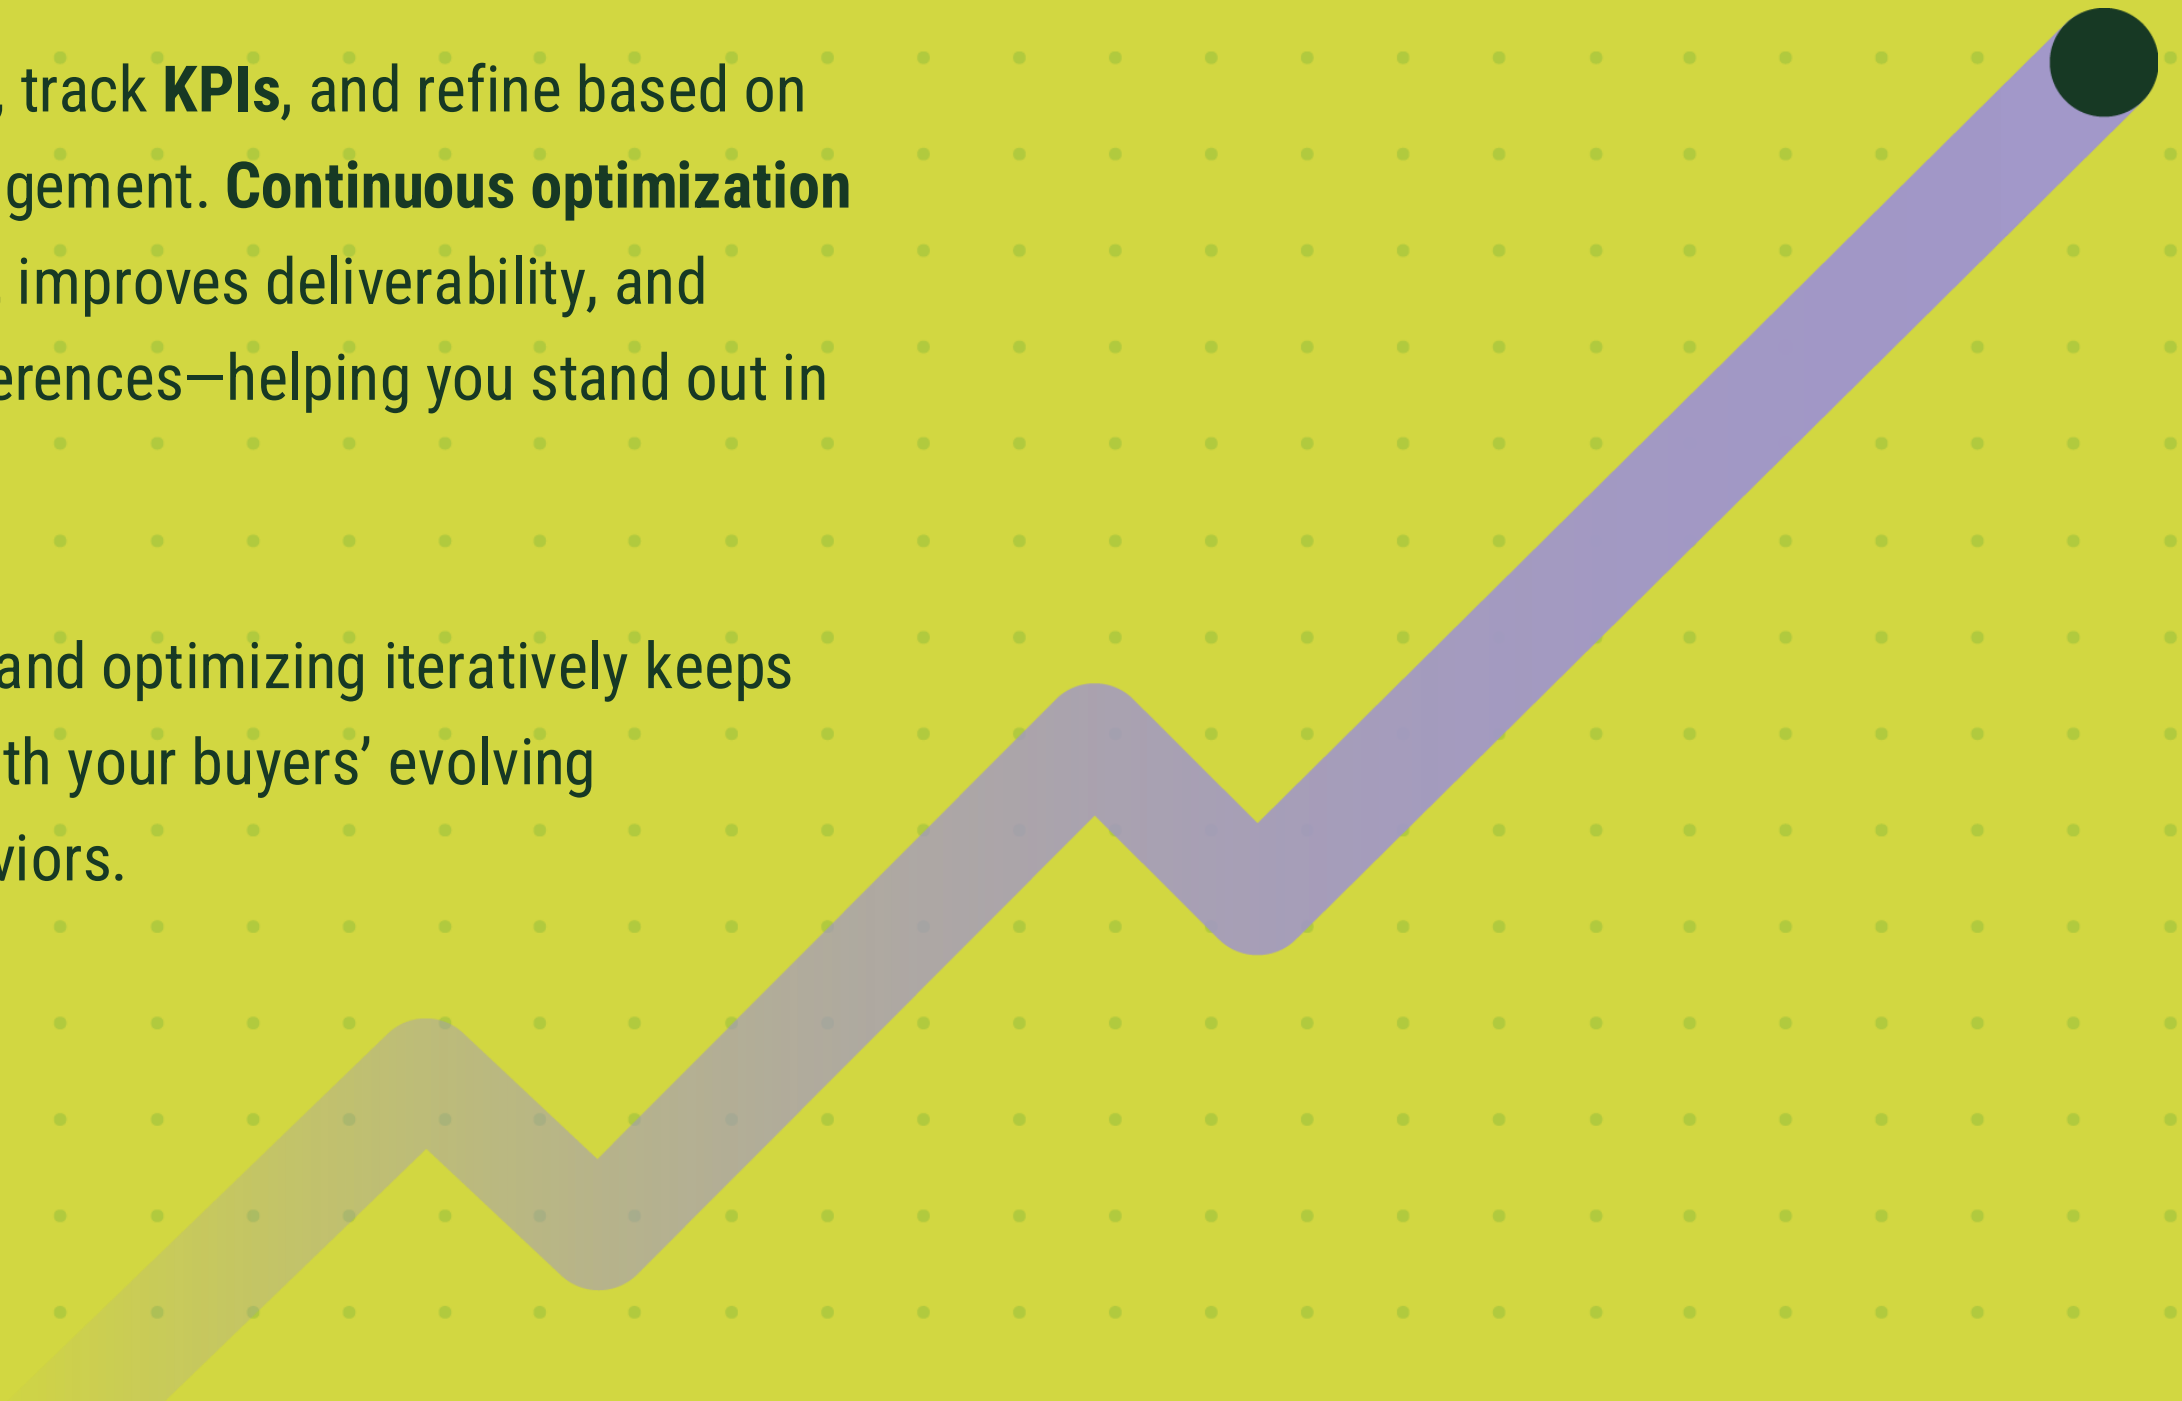 , track KPIs, and refine based on
gement. Continuous optimization
improves deliverability, and
erences—helping you stand out in
and optimizing iteratively keeps
th your buyers’ evolving
viors.